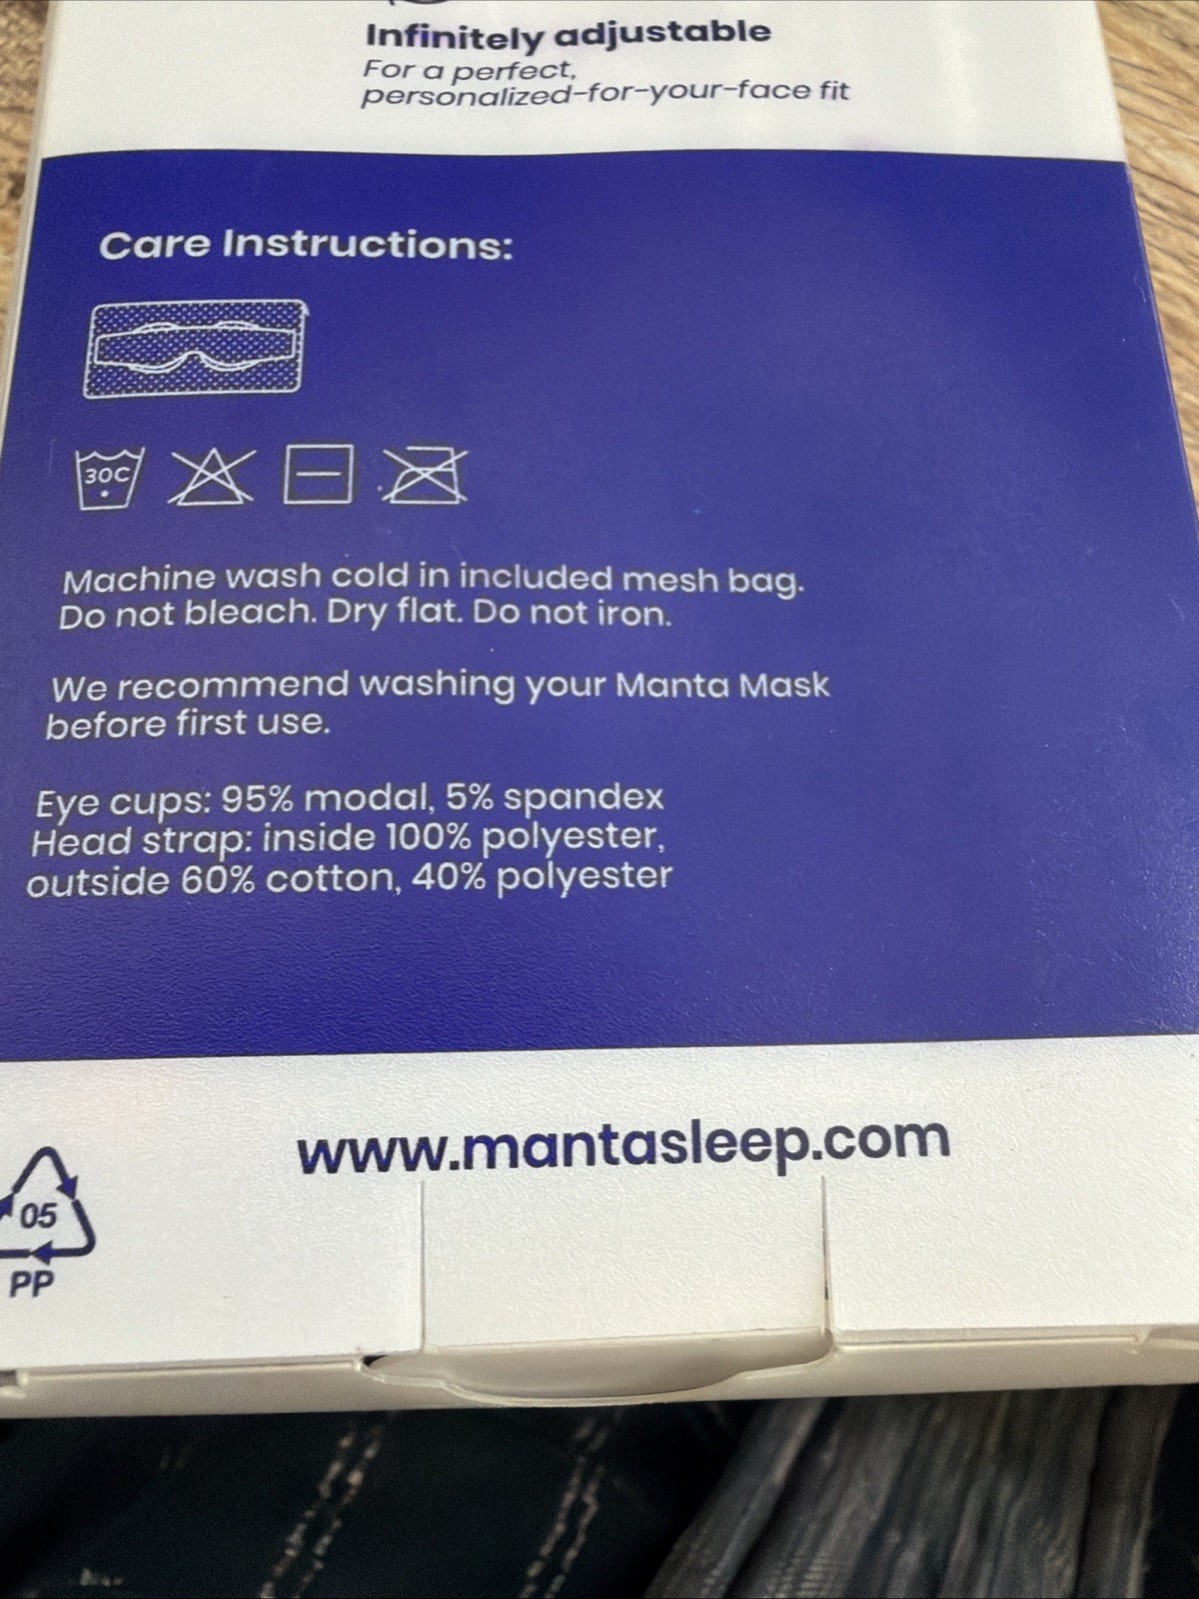 Infinitely adjustable
For a perfect,
personalized-for-your-face fit
Care Instructions:
30C
Machine wash cold in included mesh bag.
Do not bleach. Dry flat. Do not iron.
We recommend washing your Manta Mask
before first use.
Eye cups: 95% modal, 5% spandex
Head strap: inside 100% polyester,
outside 60% cotton, 40% polyester
www.mantasleep.com
05
PP